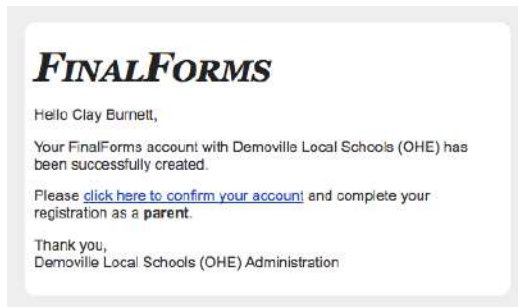 FINALFORMS
Hello Clay Burnett,
Your FinalForms account with Demoville Local Schools (OHE) has
been successfully created.
Please click here to confirm your account and complete your
registration as a parent.
Thank you,
Demoville Local Schools (OHE) Administration